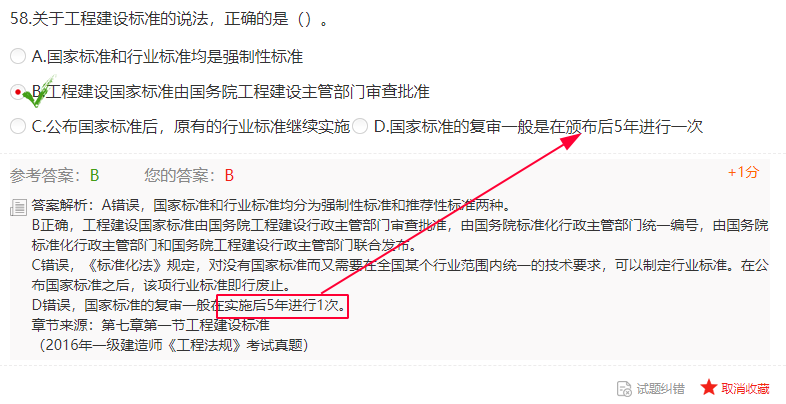 58.关于工程建设标准的说法，正确的是（）。
A.国家标准和行业标准均是强制性标准
B.工程建设国家标准由国务院工程建设主管部门审查批准
C.公布国家标准后，原有的行业标准继续实施 D.国家标准的复审一般是在颁布后5年进行一次
参考答案：B 您的答案：B +1分
答案解析：A错误，国家标准和行业标准均分为强制性标准和推荐性标准两种。
B正确，工程建设国家标准由国务院工程建设行政主管部门审查批准，由国务院标准化行政主管部门统一编号，由国务院
标准化行政主管部门和国务院工程建设行政主管部门联合发布。
C错误，《标准化法》规定，对没有国家标准而又需要在全国某个行业范围内统一的技术要求，可以制定行业标准。在公
布国家标准之后，该项行业标准即行废止。
D错误，国家标准的复审一般在实施后5年进行1次。
章节来源：第七章第一节工程建设标准
（2016年一级建造师《工程法规》考试真题）
试题纠错 取消收藏